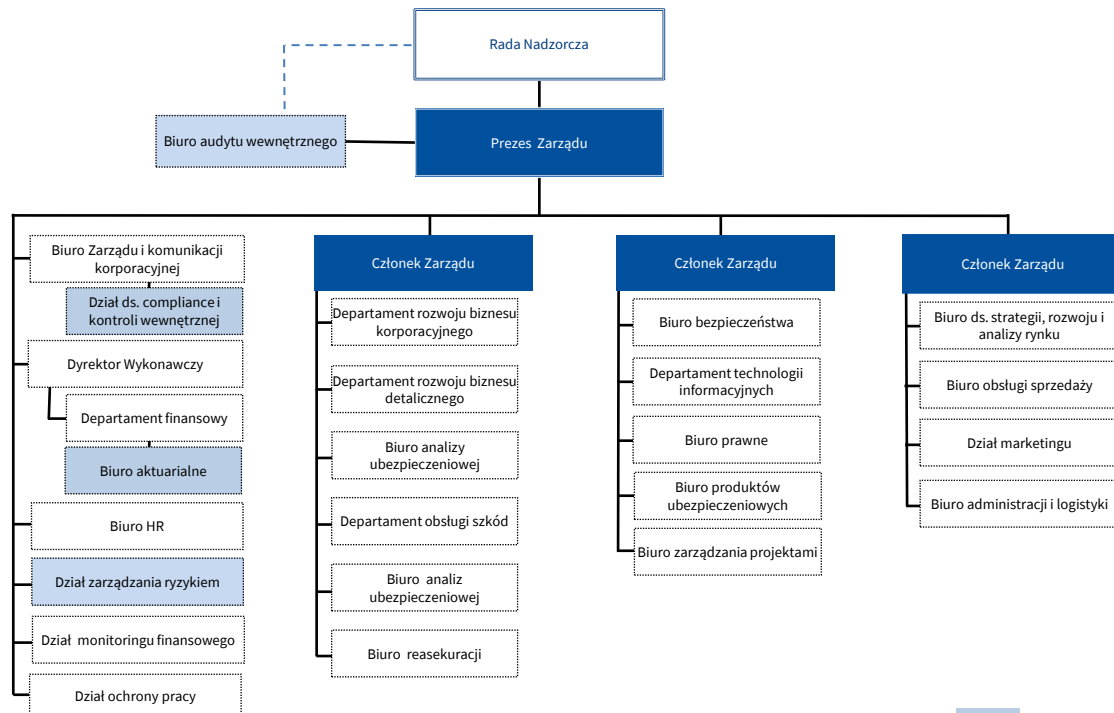 Rada Nadzorcza
Biuro audytu wewnętrznego
Prezes Zarządu
Biuro Zarządu i komunikacji
korporacyjnej
Dział ds. compliance i
kontroli wewnętrznej
Dyrektor Wykonawczy
Departament finansowy
Biuro aktuarialne
Biuro HR
Dział zarządzania ryzykiem
Dział monitoringu finansowego
Dział ochrony pracy
Członek Zarządu
Departament rozwoju biznesu
korporacyjnego
Departament rozwoju biznesu
detalicznego
Biuro analizy
ubezpieczeniowej
Departament obsługi szkód
Biuro analiz
ubezpieczeniowej
Biuro reasekuracji
Członek Zarządu
Biuro bezpieczeństwa
Departament technologii
informacyjnych
Biuro prawne
Biuro produktów
ubezpieczeniowych
Biuro zarządzania projektami
Członek Zarządu
Biuro ds. strategii, rozwoju i
analizy rynku
Biuro obsługi sprzedaży
Dział marketingu
Biuro administracji i logistyki